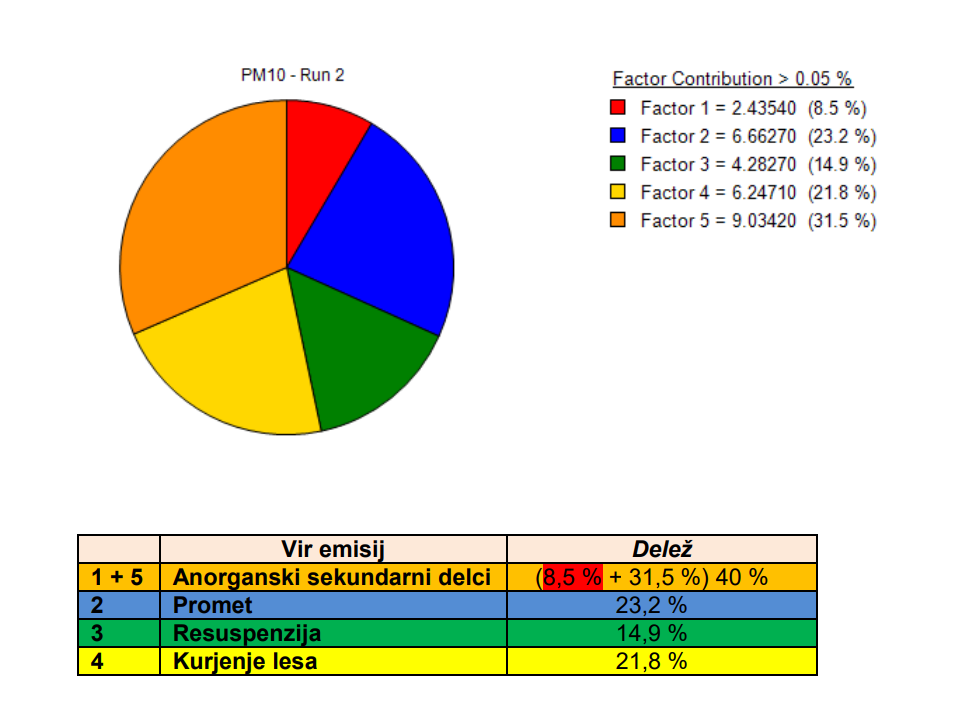 PM10 - Run 2
Factor Contribution > 0.05 %
Factor 1 = 2.43540 (8.5 %)
Factor 2 = 6.66270 (23.2 %)
Factor 3 = 4.28270 (14.9 %)
Factor 4 = 6.24710 (21.8 %)
Factor 5 = 9.03420 (31.5 %)
Vir emisij Delež
1 + 5 Anorganski sekundarni delci (8,5 % + 31,5 %) 40 %
2 Promet 23,2 %
3 Resuspenzija 14,9 %
4 Kurjenje lesa 21,8 %